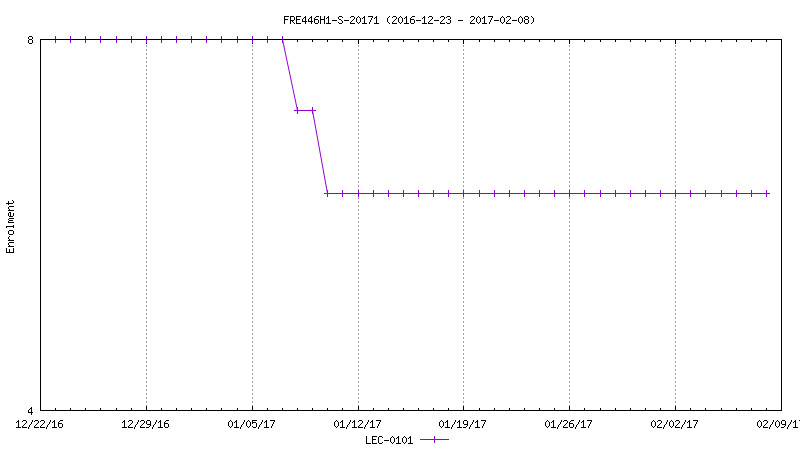 FRE446H1-S-20171 (2016-12-23 - 2017-02-08)
8
Enrolment
4
12/22/16 12/29/16 01/05/17 01/12/17 01/19/17 01/26/17 02/02/17 02/09/1
LEC-0101